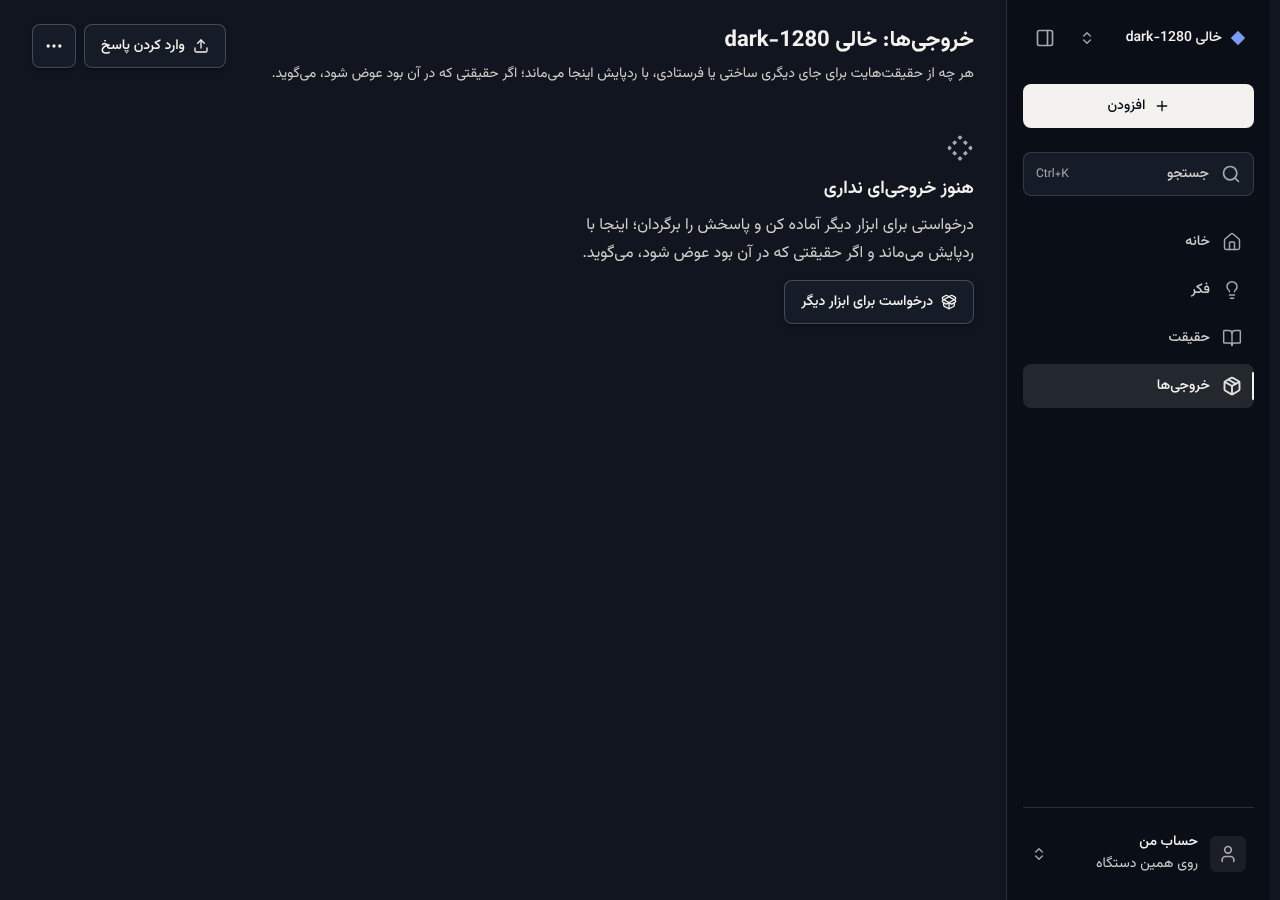 خالی dark-1280
افزودن
جستجو
Ctrl+K
خانه
فکر
حقیقت
خروجی‌ها
حساب من
روی همین دستگاه
خروجی‌ها: خالی dark-1280
هر چه از حقیقت‌هایت برای جای دیگری ساختی یا فرستادی، با ردپایش اینجا می‌ماند؛ اگر حقیقتی که در آن بود عوض شود، می‌گوید.
وارد کردن پاسخ
هنوز خروجی‌ای نداری
درخواستی برای ابزار دیگر آماده کن و پاسخش را برگردان؛ اینجا با
ردپایش می‌ماند و اگر حقیقتی که در آن بود عوض شود، می‌گوید.
درخواست برای ابزار دیگر